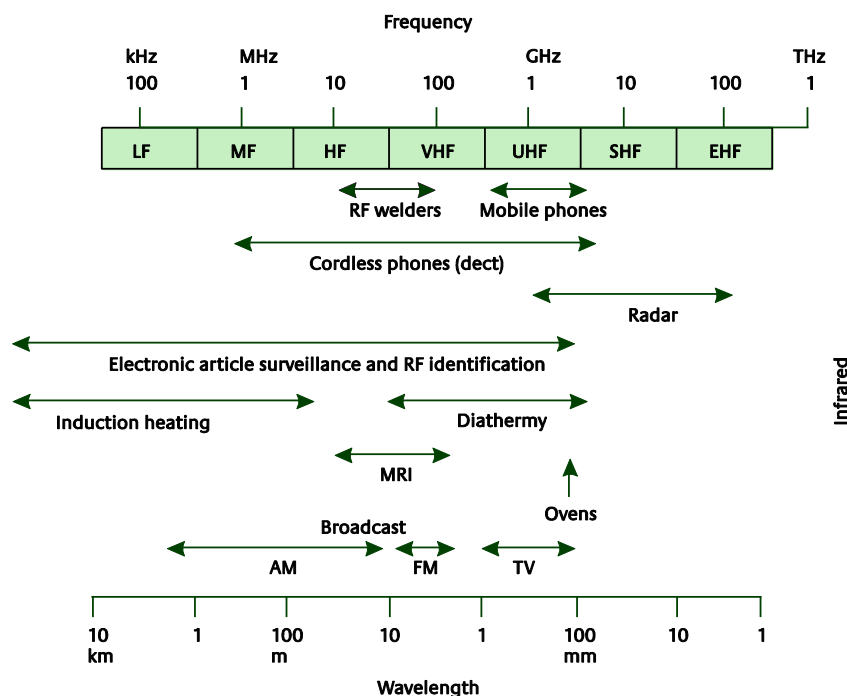 Frequency
kHz MHz GHz THz
100 1 10 100 1 10 100 1
LF MF HF VHF UHF SHF EHF
RF welders Mobile phones
Cordless phones (dect)
Radar
Electronic article surveillance and RF identification
Infrared
Induction heating Diathermy
MRI
Ovens
Broadcast
AM FM TV
10 1 100 10 1 100 10 1
km m mm
Wavelength